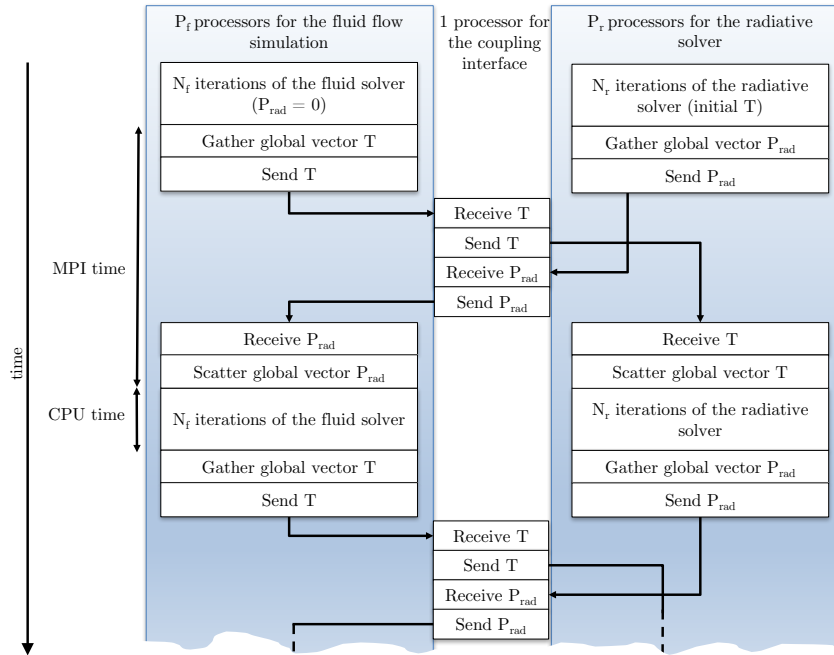 P_f processors for the fluid flow
simulation
1 processor for
the coupling
interface
P_r processors for the radiative
solver
N_f iterations of the fluid solver
(P_rad = 0)
Gather global vector T
Send T
N_r iterations of the radiative
solver (initial T)
Gather global vector P_rad
Send P_rad
Receive T
Send T
Receive P_rad
Send P_rad
MPI time
time
CPU time
Receive P_rad
Scatter global vector P_rad
N_f iterations of the fluid solver
Gather global vector T
Send T
Receive T
Scatter global vector T
N_r iterations of the radiative
solver
Gather global vector P_rad
Send P_rad
Receive T
Send T
Receive P_rad
Send P_rad